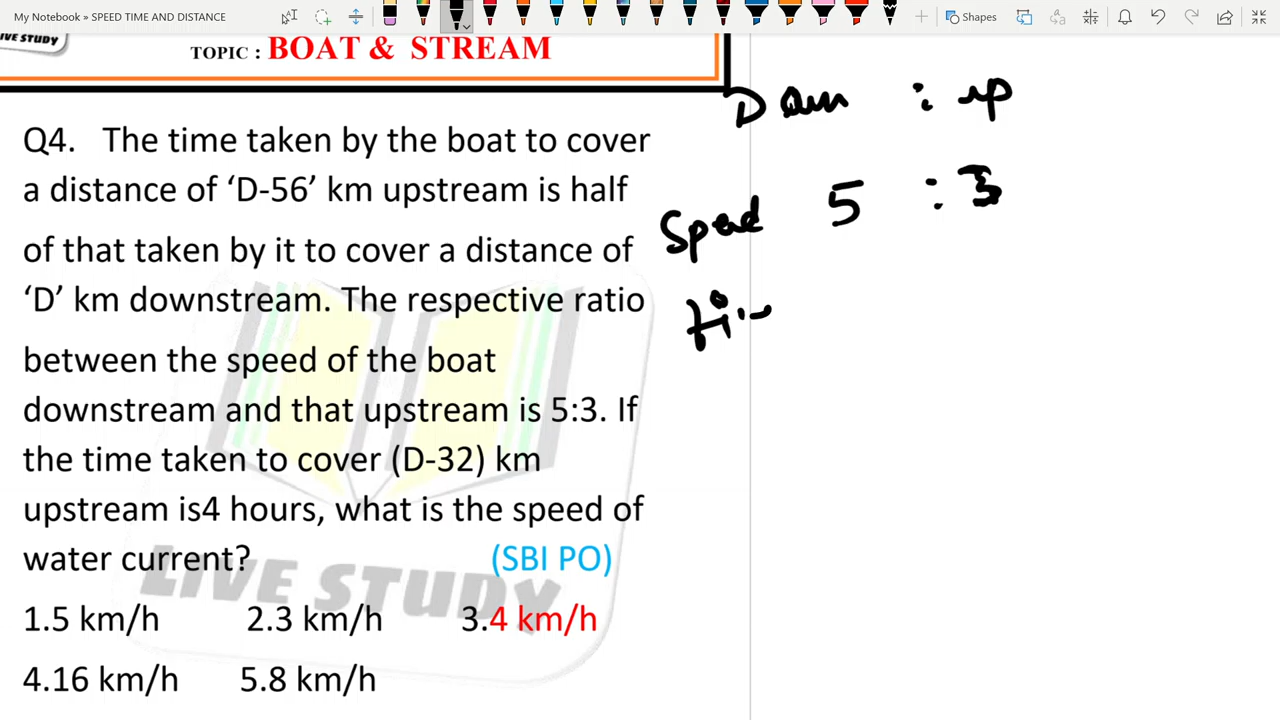 My Notebook » SPEED TIME AND DISTANCE
Shapes
LIVE STUDY
TOPIC : BOAT & STREAM
Q4. The time taken by the boat to cover
a distance of ‘D-56’ km upstream is half
of that taken by it to cover a distance of
‘D’ km downstream. The respective ratio
between the speed of the boat
downstream and that upstream is 5:3. If
the time taken to cover (D-32) km
upstream is4 hours, what is the speed of
water current? (SBI PO)
1.5 km/h 2.3 km/h 3.4 km/h
4.16 km/h 5.8 km/h
LIVE STUDY
: up
Speed 5 : 3